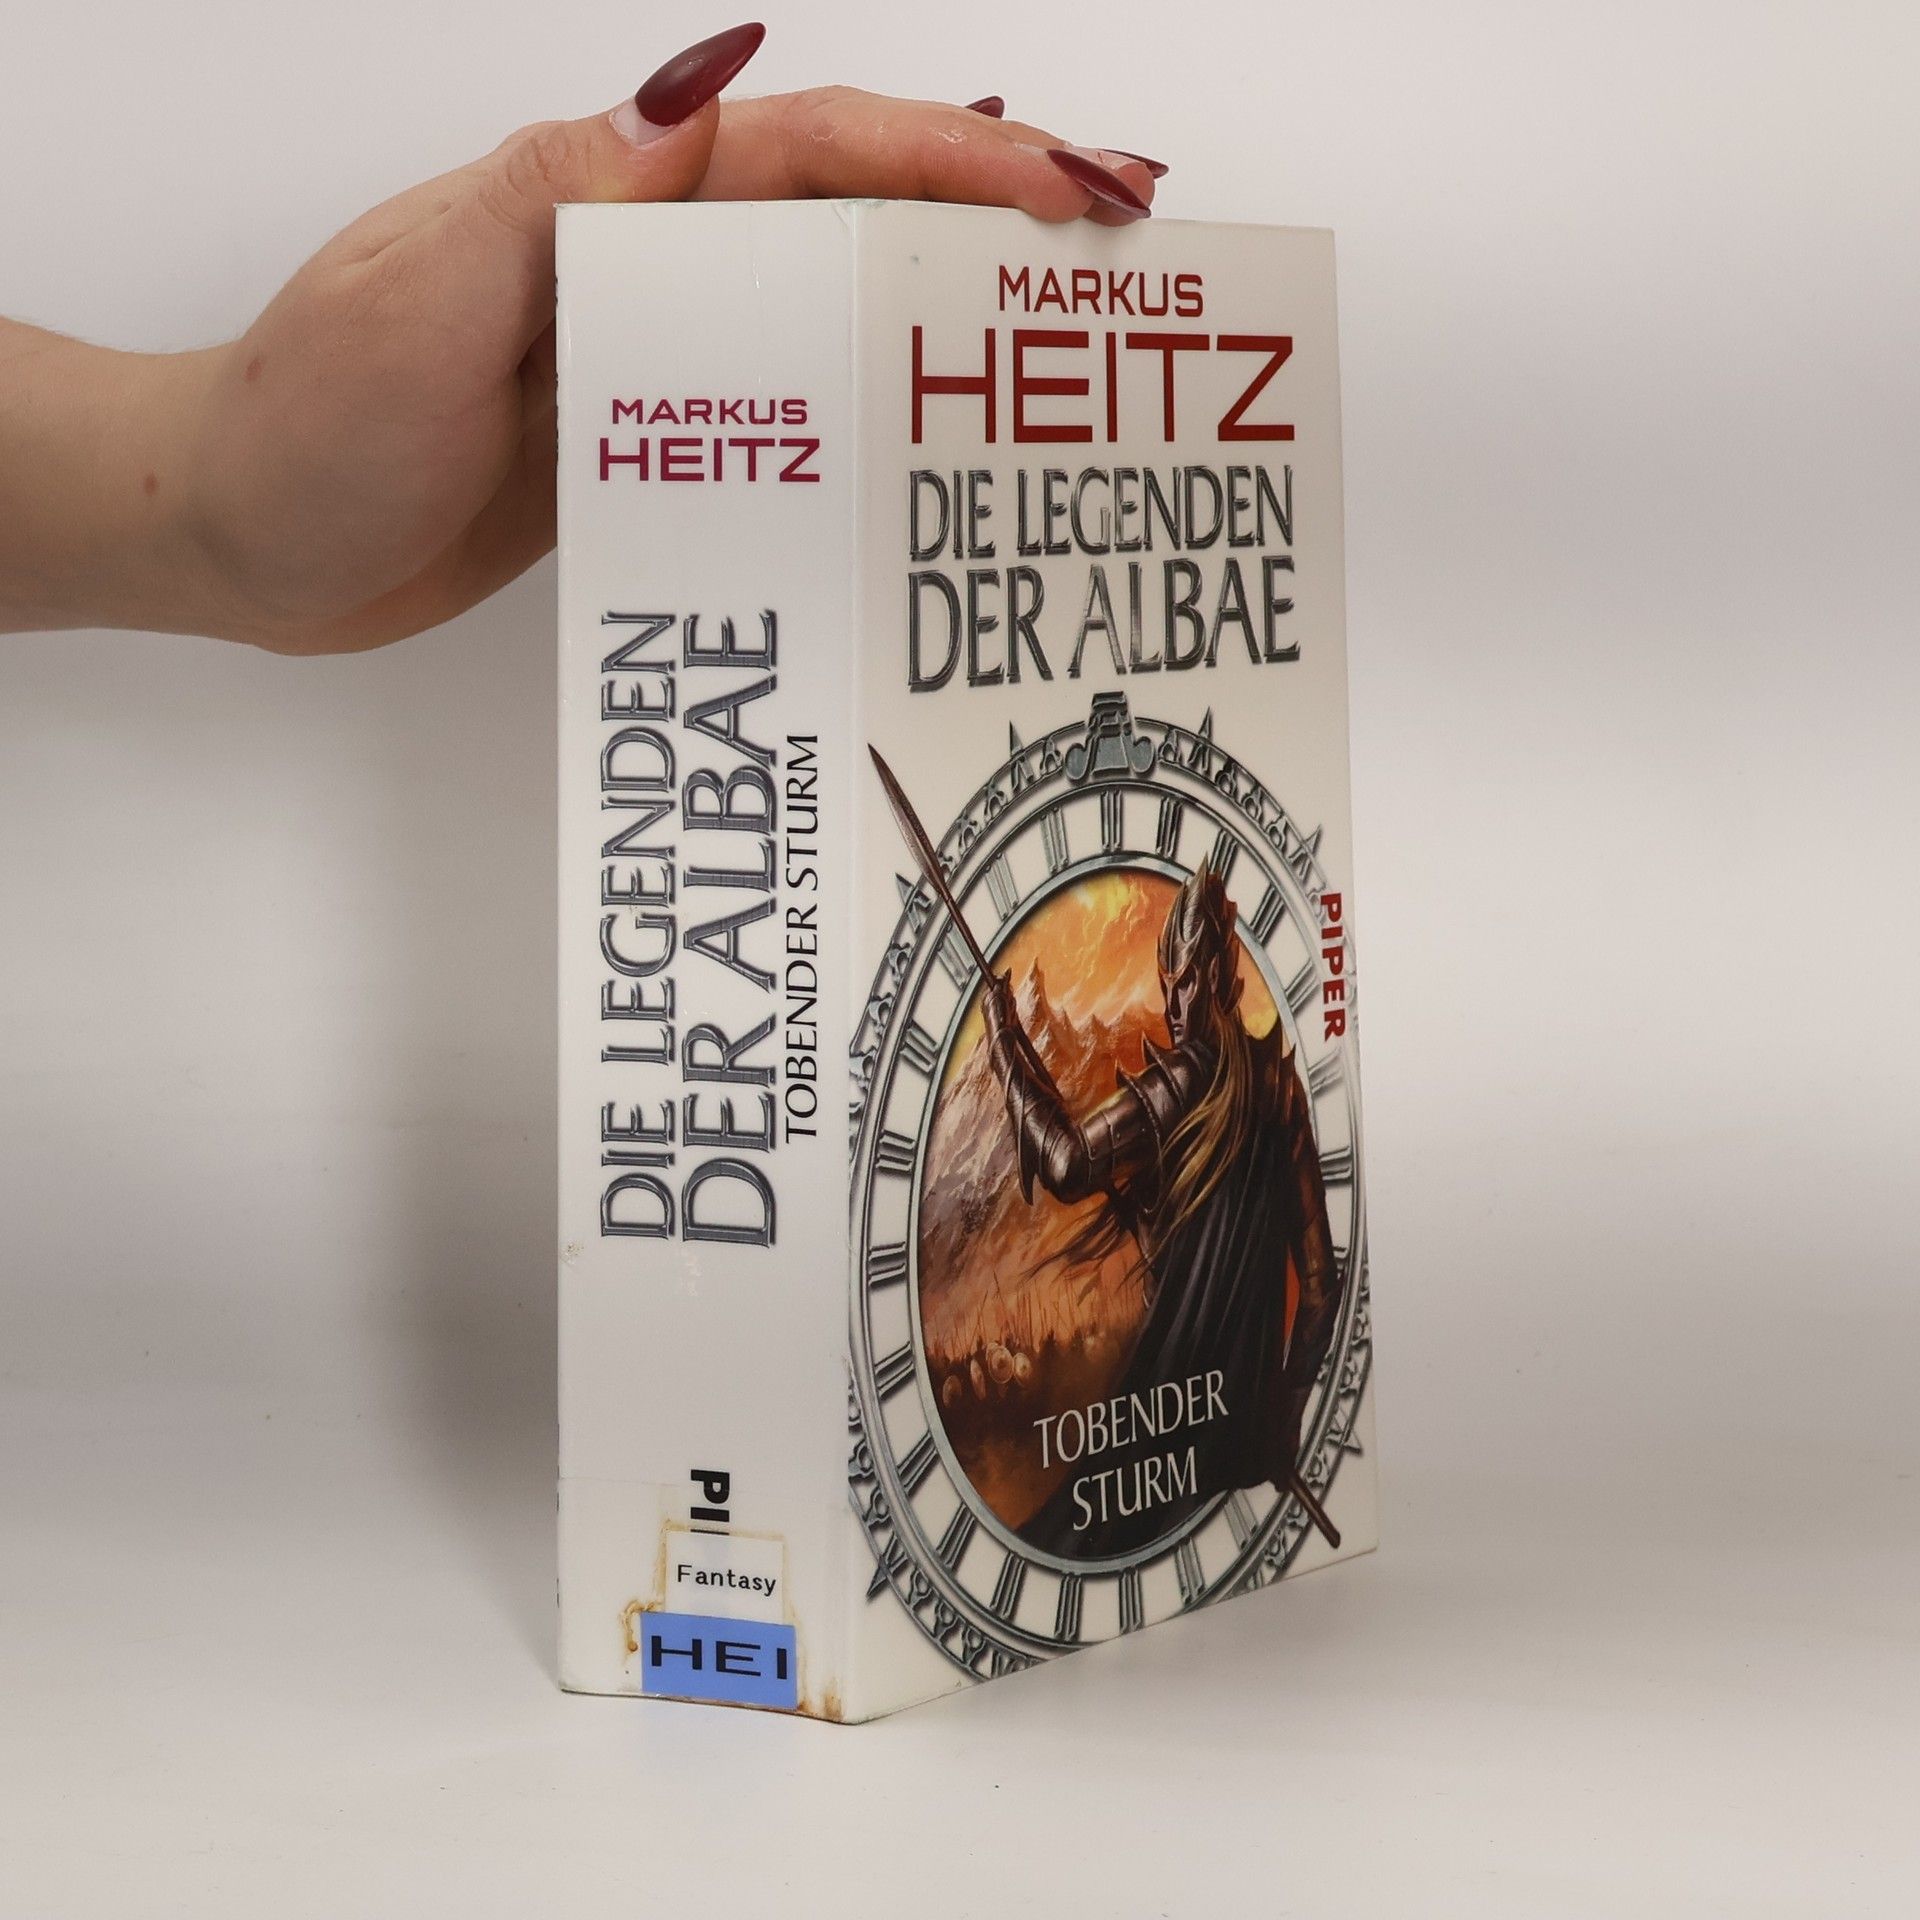 MARKUS
HEITZ
DIE LEGENDEN
DER ALBAE
TOBENDER STURM
PI
Fantasy
HEI
MARKUS
HEITZ
DIE LEGENDEN
DER ALBAE
PIPER
TOBENDER
STURM